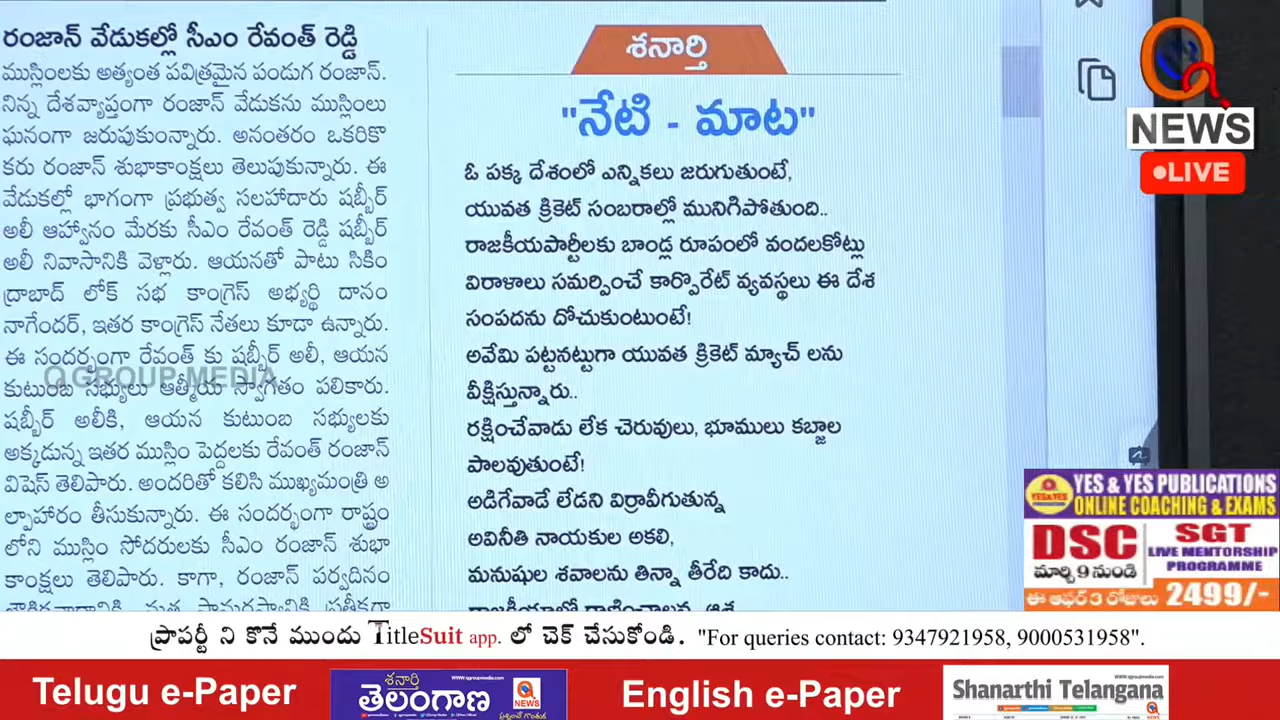 రంజాన్ వేడుకల్లో సీఎం రేవంత్ రెడ్డి
ముస్లింలకు అత్యంత పవిత్రమైన పండుగ రంజాన్.
నిన్న దేశవ్యాప్తంగా రంజాన్ వేడుకను ముస్లింలు
ఘనంగా జరుపుకున్నారు. అనంతరం ఒకరికొ
కరు రంజాన్ శుభాకాంక్షలు తెలుపుకున్నారు. ఈ
వేడుకల్లో భాగంగా ప్రభుత్వ సలహాదారు షబ్బీర్
అలీ ఆహ్వానం మేరకు సీఎం రేవంత్ రెడ్డి షబ్బీర్
అలీ నివాసానికి వెళ్లారు. ఆయనతో పాటు సికిం
ద్రాబాద్ లోక్ సభ కాంగ్రెస్ అభ్యర్థి దానం
నాగేందర్, ఇతర కాంగ్రెస్ నేతలు కూడా ఉన్నారు.
ఈ సందర్భంగా రేవంత్ కు షబ్బీర్ అలీ, ఆయన
కుటుంబ సభ్యులు ఆత్మీయ స్వాగతం పలికారు.
షబ్బీర్ అలీకి, ఆయన కుటుంబ సభ్యులకు
అక్కడున్న ఇతర ముస్లిం పెద్దలకు రేవంత్ రంజాన్
విషెస్ తెలిపారు. అందరితో కలిసి ముఖ్యమంత్రి అ
ల్పాహారం తీసుకున్నారు. ఈ సందర్భంగా రాష్ట్రం
లోని ముస్లిం సోదరులకు సీఎం రంజాన్ శుభా
కాంక్షలు తెలిపారు. కాగా, రంజాన్ పర్వదినం
Q GROUP MEDIA
శనార్తి
"నేటి - మాట"
ఓ పక్క దేశంలో ఎన్నికలు జరుగుతుంటే,
యువత క్రికెట్ సంబరాల్లో మునిగిపోతుంది..
రాజకీయపార్టీలకు బాండ్ల రూపంలో వందలకోట్లు
విరాళాలు సమర్పించే కార్పొరేట్ వ్యవస్థలు ఈ దేశ
సంపదను దోచుకుంటుంటే!
అవేమి పట్టనట్టుగా యువత క్రికెట్ మ్యాచ్ లను
వీక్షిస్తున్నారు..
రక్షించేవాడు లేక చెరువులు, భూములు కబ్జాల
పాలవుతుంటే!
అడిగేవాడే లేడని విర్రావీగుతున్న
అవినీతి నాయకుల అకలి,
మనుషుల శవాలను తిన్నా తీరేది కాదు..
Q
NEWS
LIVE
YES & YES PUBLICATIONS
ONLINE COACHING & EXAMS
YES&YES
DSC
మార్చి 9 నుండి
SGT
LIVE MENTORSHIP
PROGRAMME
ఈ ఆఫర్ 3 రోజులు 2499/-
ప్రాపర్టీ ని కొనే ముందు TitleSuit app. లో చెక్ చేసుకోండి. "For queries contact: 9347921958, 9000531958".
Telugu e-Paper
శనార్తి
తెలంగాణ
NEWS
English e-Paper
Shanarthi Telangana